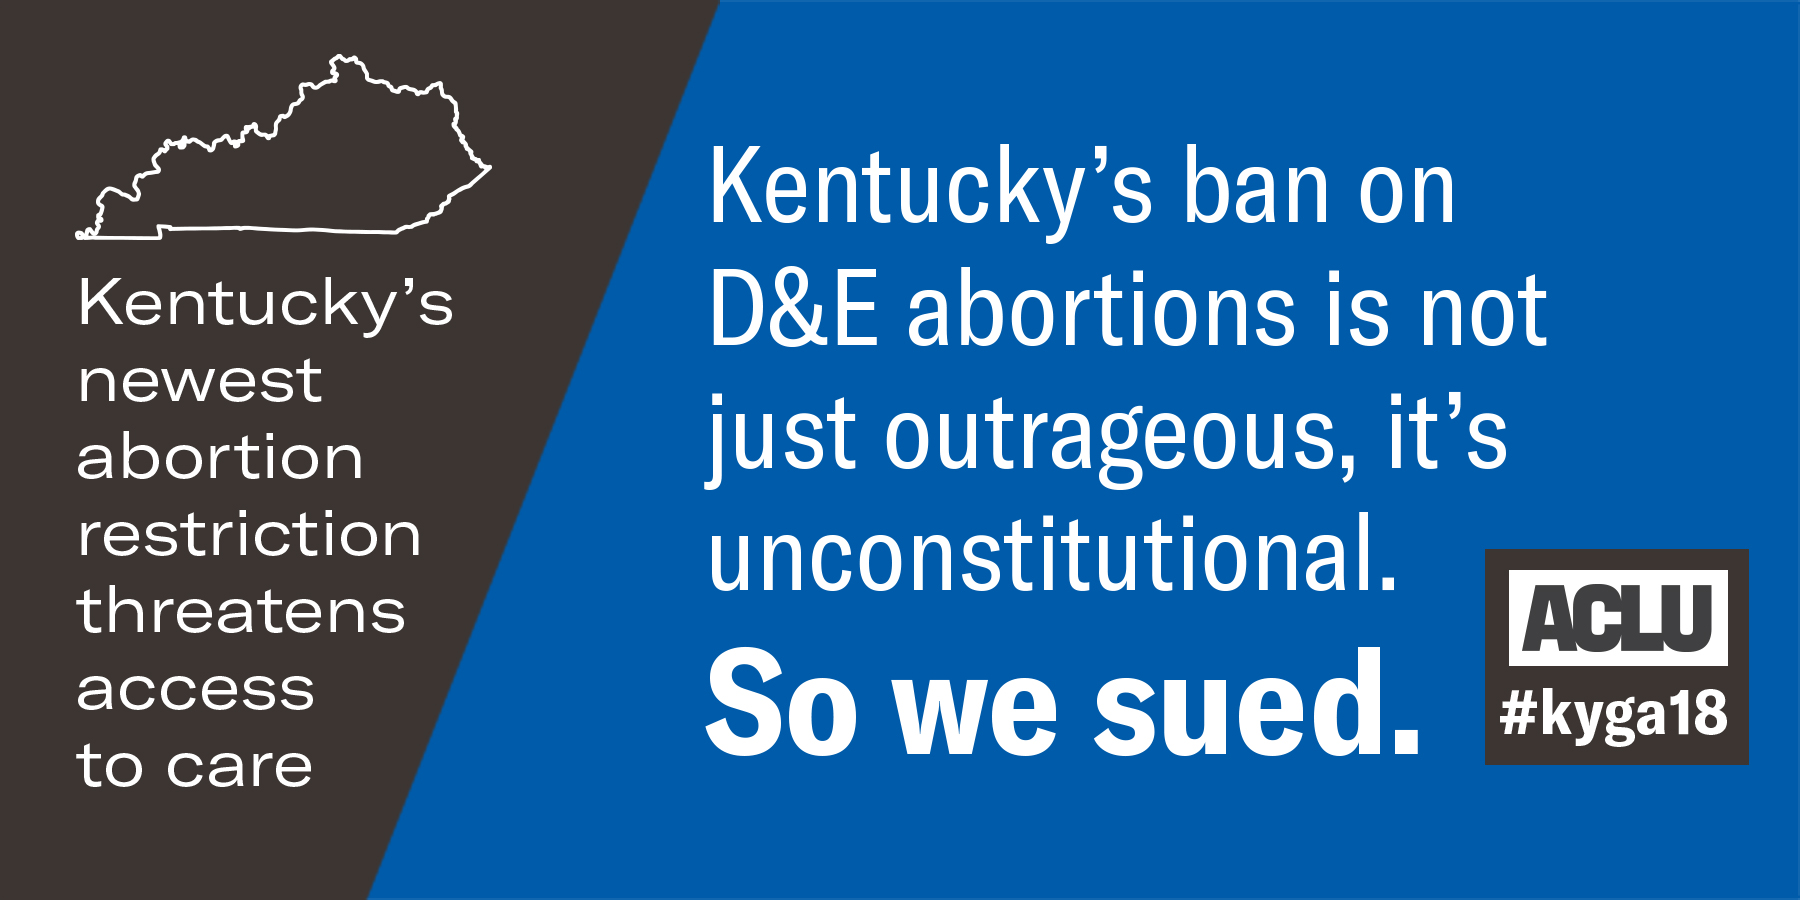 Kentucky’s
newest
abortion
restriction
threatens
access
to care
Kentucky’s ban on
D&E abortions is not
just outrageous, it’s
unconstitutional.
So we sued.
ACLU
#kyga18